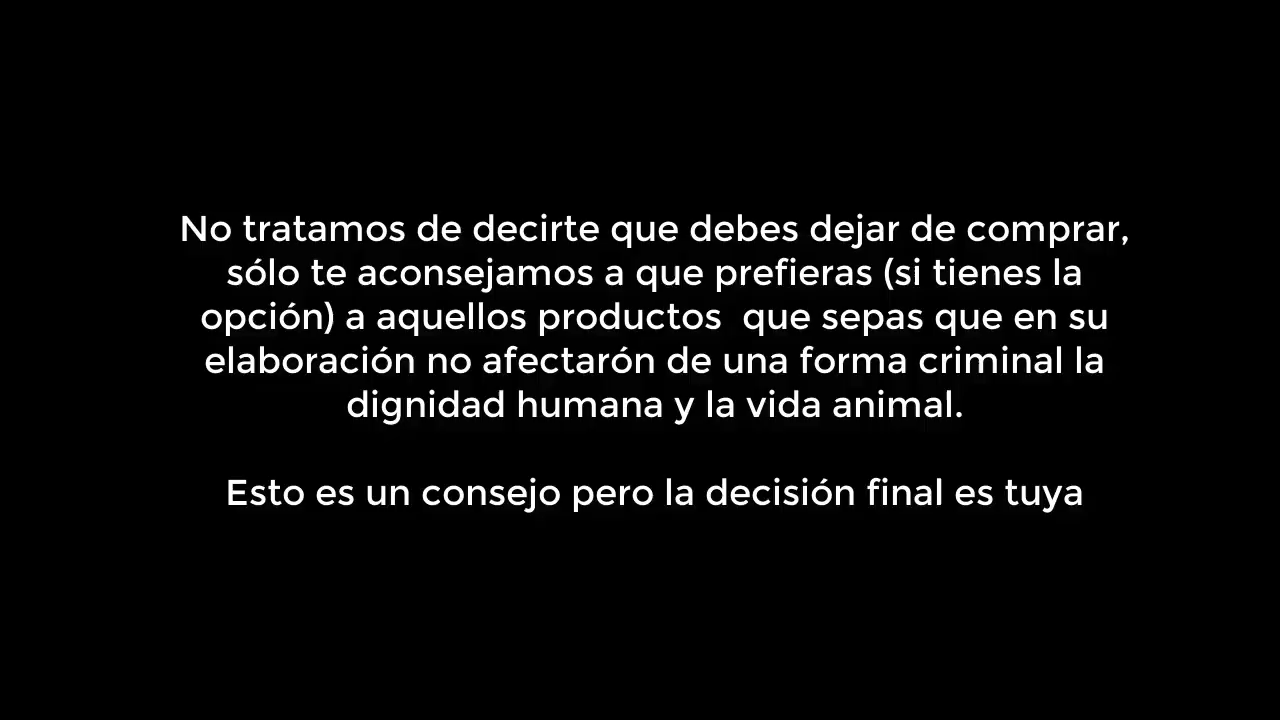 No tratamos de decirte que debes dejar de comprar,
sólo te aconsejamos a que prefieras (si tienes la
opción) a aquellos productos  que sepas que en su
elaboración no afectarón de una forma criminal la
dignidad humana y la vida animal.
Esto es un consejo pero la decisión final es tuya